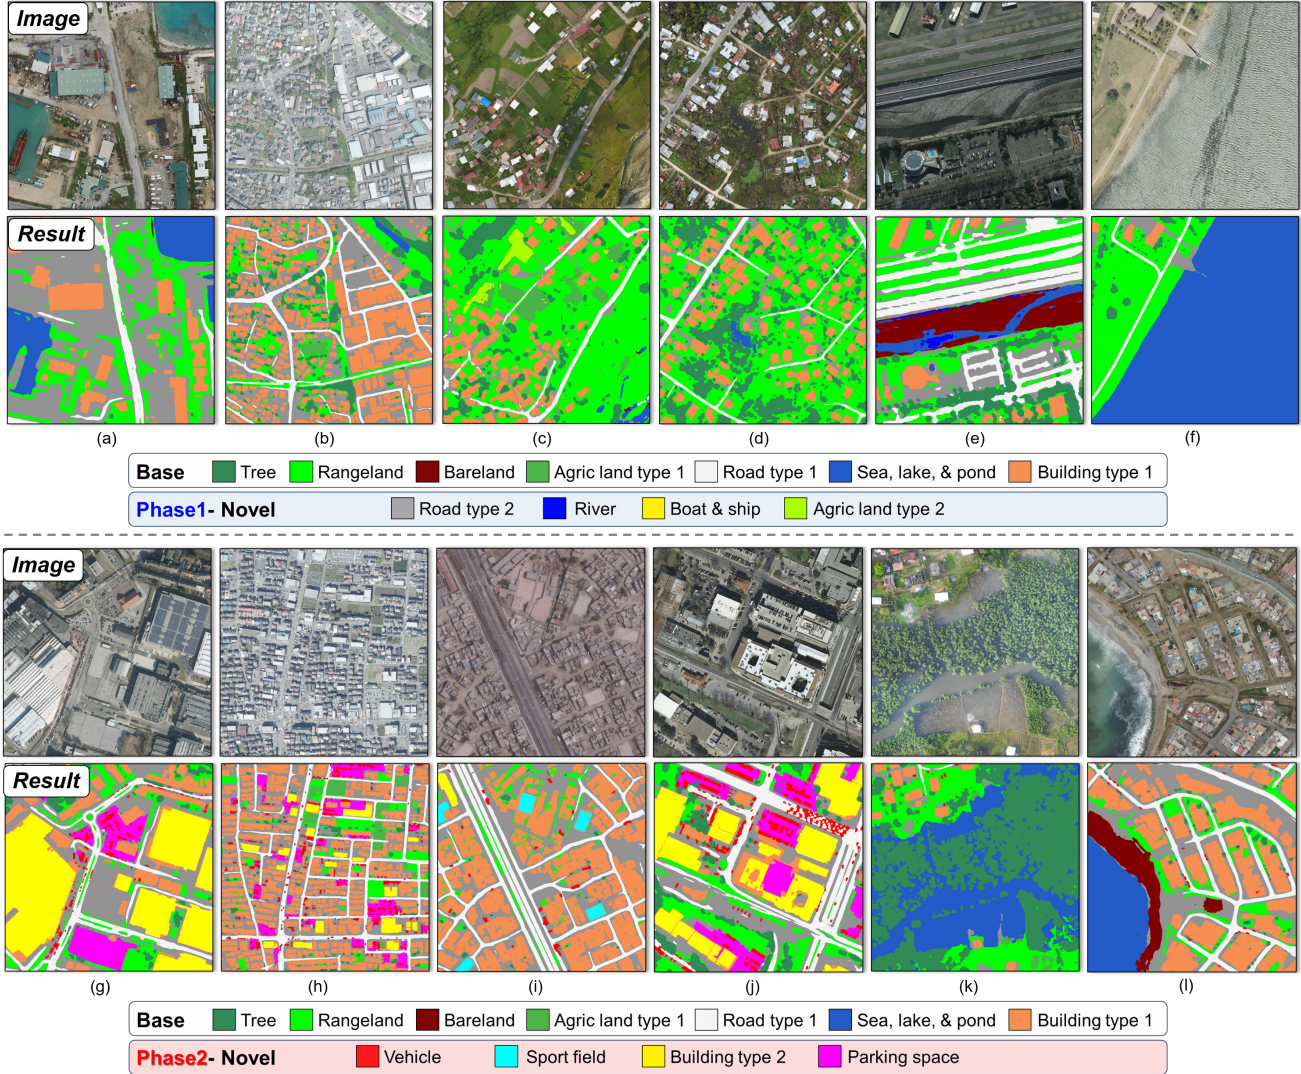 Image
Result
(a) (b) (c) (d) (e) (f)
Base Tree Rangeland Bareland Agric land type 1 Road type 1 Sea, lake, & pond Building type 1
Phase1- Novel Road type 2 River Boat & ship Agric land type 2
Image
Result
(g) (h) (i) (j) (k) (l)
Base Tree Rangeland Bareland Agric land type 1 Road type 1 Sea, lake, & pond Building type 1
Phase2- Novel Vehicle Sport field Building type 2 Parking space